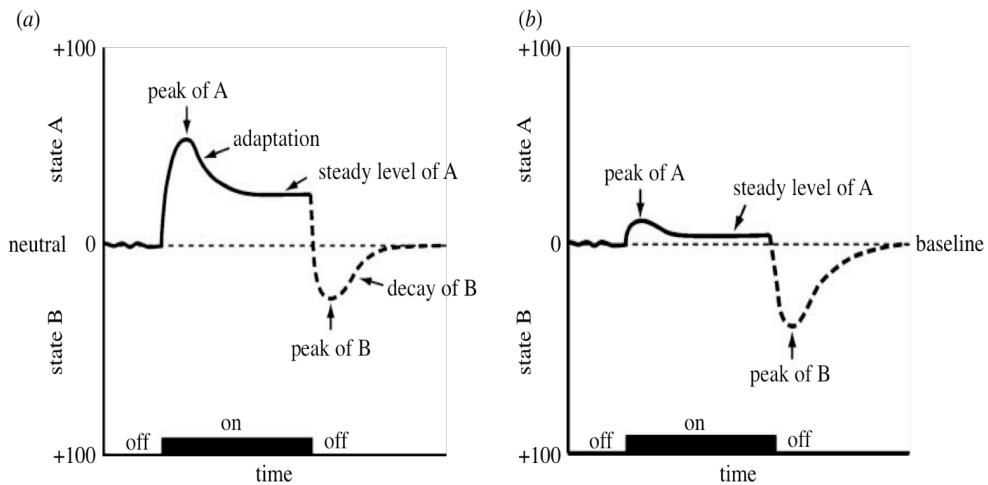 (a)
+100
state A
peak of A
adaptation
steady level of A
neutral
0
state B
decay of B
peak of B
off
on
off
+100
time
(b)
+100
state A
peak of A
steady level of A
0
baseline
state B
peak of B
off
on
off
+100
time